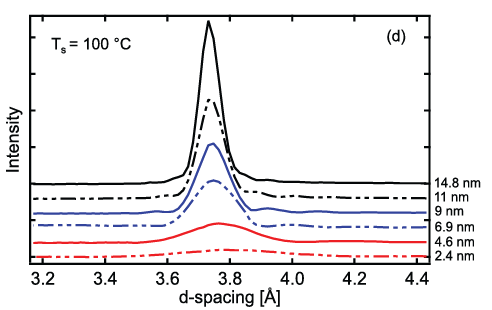 (d)
Ts = 100 °C
Intensity
14.8 nm
11 nm
9 nm
6.9 nm
4.6 nm
2.4 nm
3.2 3.4 3.6 3.8 4.0 4.2 4.4
d-spacing [Å]